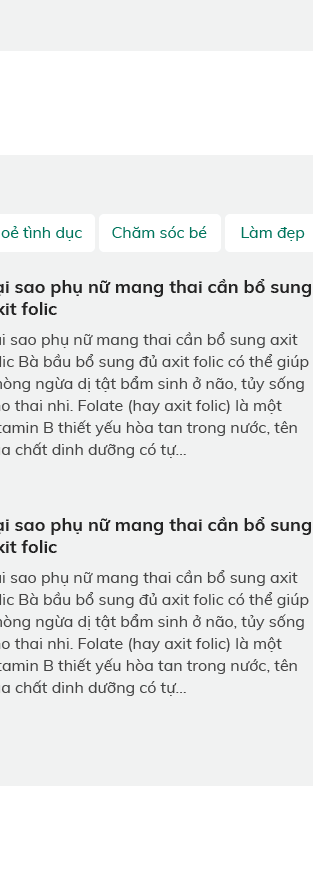 oẻ tình dục Chăm sóc bé Làm đẹp
ại sao phụ nữ mang thai cần bổ sung
xit folic
ại sao phụ nữ mang thai cần bổ sung axit
lic Bà bầu bổ sung đủ axit folic có thể giúp
hòng ngừa dị tật bẩm sinh ở não, tủy sống
o thai nhi. Folate (hay axit folic) là một
tamin B thiết yếu hòa tan trong nước, tên
a chất dinh dưỡng có tự...
ại sao phụ nữ mang thai cần bổ sung
xit folic
ại sao phụ nữ mang thai cần bổ sung axit
lic Bà bầu bổ sung đủ axit folic có thể giúp
hòng ngừa dị tật bẩm sinh ở não, tủy sống
o thai nhi. Folate (hay axit folic) là một
tamin B thiết yếu hòa tan trong nước, tên
a chất dinh dưỡng có tự...